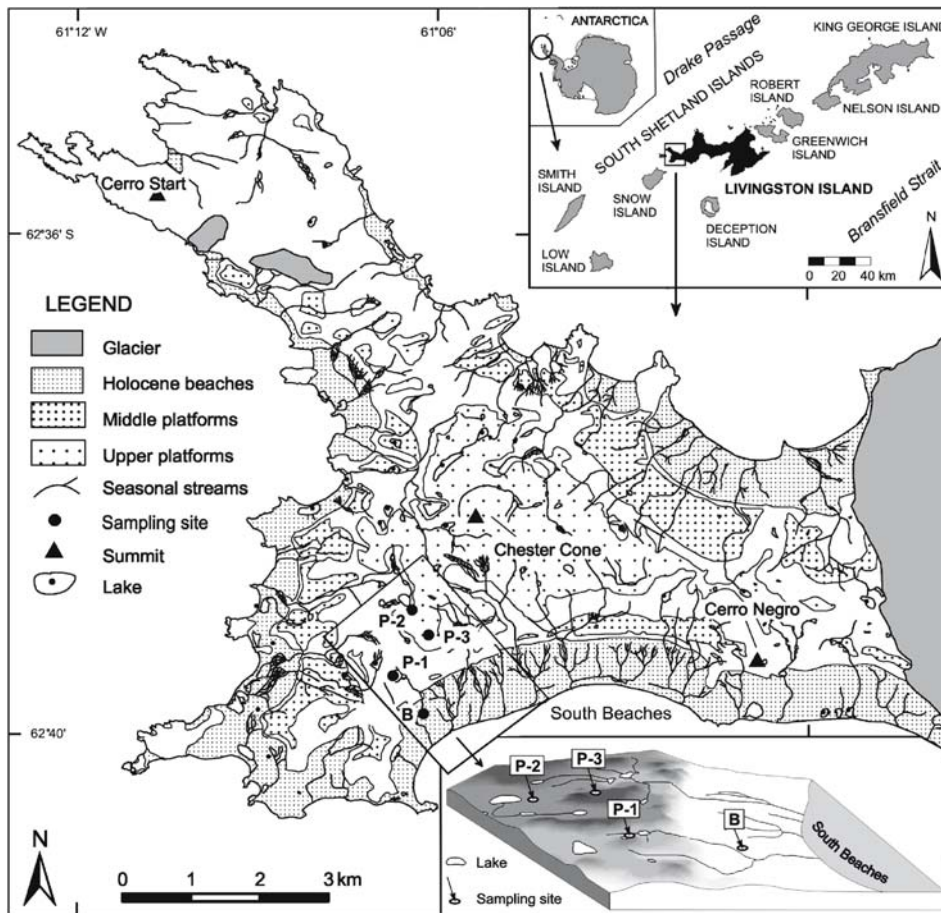 61°12' W
61°06'
ANTARCTICA
Drake Passage
KING GEORGE ISLAND
ROBERT
ISLAND
NELSON ISLAND
SOUTH SHETLAND ISLANDS
GREENWICH
ISLAND
SMITH
ISLAND
SNOW
ISLAND
LIVINGSTON ISLAND
DECEPTION
ISLAND
Bransfield Strait
LOW
ISLAND
N
0 20 40 km
Cerro Start
62°36' S
LEGEND
Glacier
Holocene beaches
Middle platforms
Upper platforms
Seasonal streams
Sampling site
Summit
Lake
Chester Cone
Cerro Negro
P-2
P-3
P-1
B
South Beaches
62°40'
N
0 1 2 3 km
P-2
P-3
P-1
B
South Beaches
Lake
Sampling site